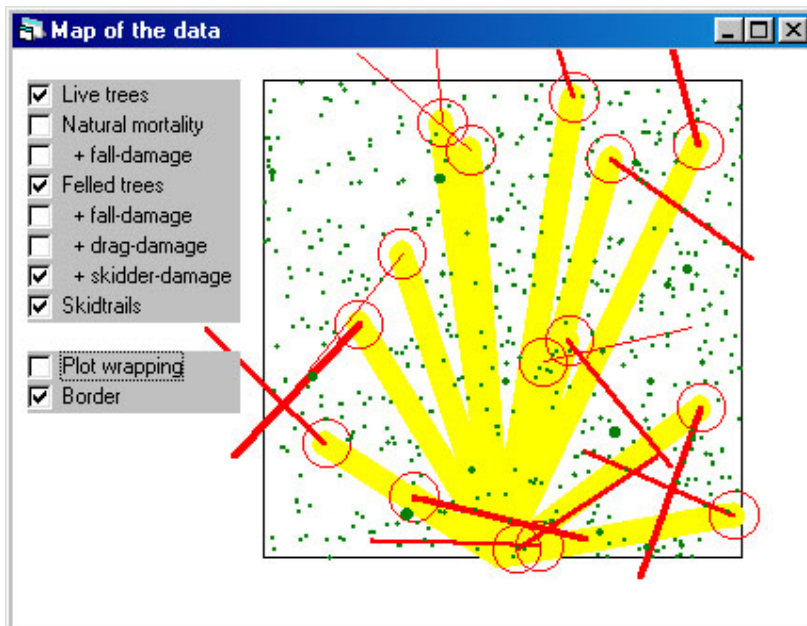 Map of the data
Live trees
Natural mortality
+ fall-damage
Felled trees
+ fall-damage
+ drag-damage
+ skidder-damage
Skidtrails
Plot wrapping
Border